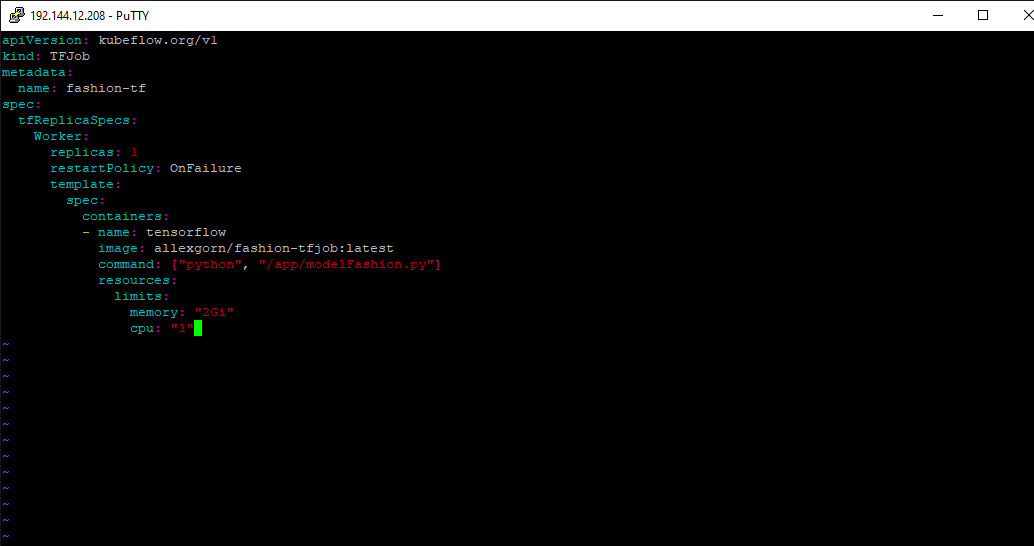 192.144.12.208 - PuTTY
apiVersion: kubeflow.org/v1
kind: TFJob
metadata:
  name: fashion-tf
spec:
  tfReplicaSpecs:
    Worker:
      replicas: 1
      restartPolicy: OnFailure
      template:
        spec:
          containers:
          - name: tensorflow
            image: allexgorn/fashion-tfjob:latest
            command: ["python", "/app/modelFashion.py"]
            resources:
              limits:
                memory: "2Gi"
                cpu: "1"
~
~
~
~
~
~
~
~
~
~
~
~
~